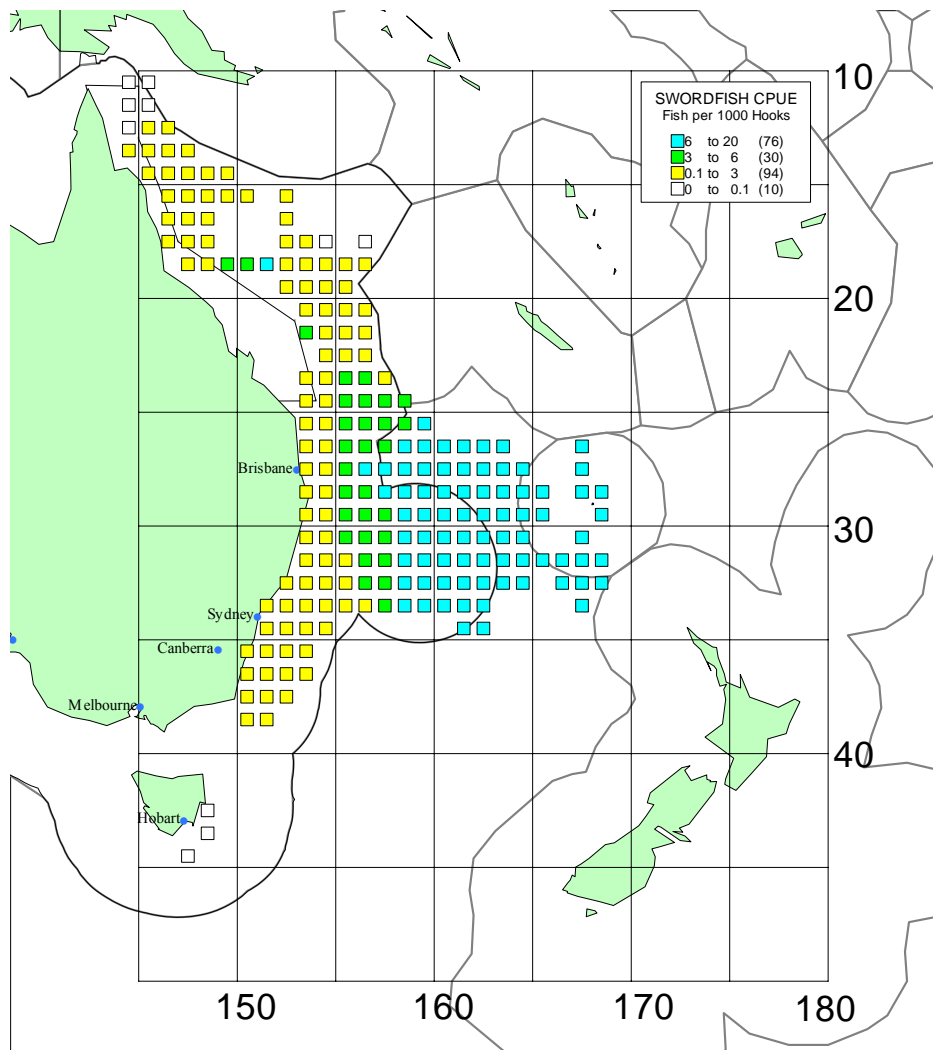 10
SWORDFISH CPUE
Fish per 1000 Hooks
6 to 20 (76)
3 to 6 (30)
0.1 to 3 (94)
0 to 0.1 (10)
20
Brisbane
30
Sydney
Canberra
Melbourne
40
Hobart
150 160 170 180